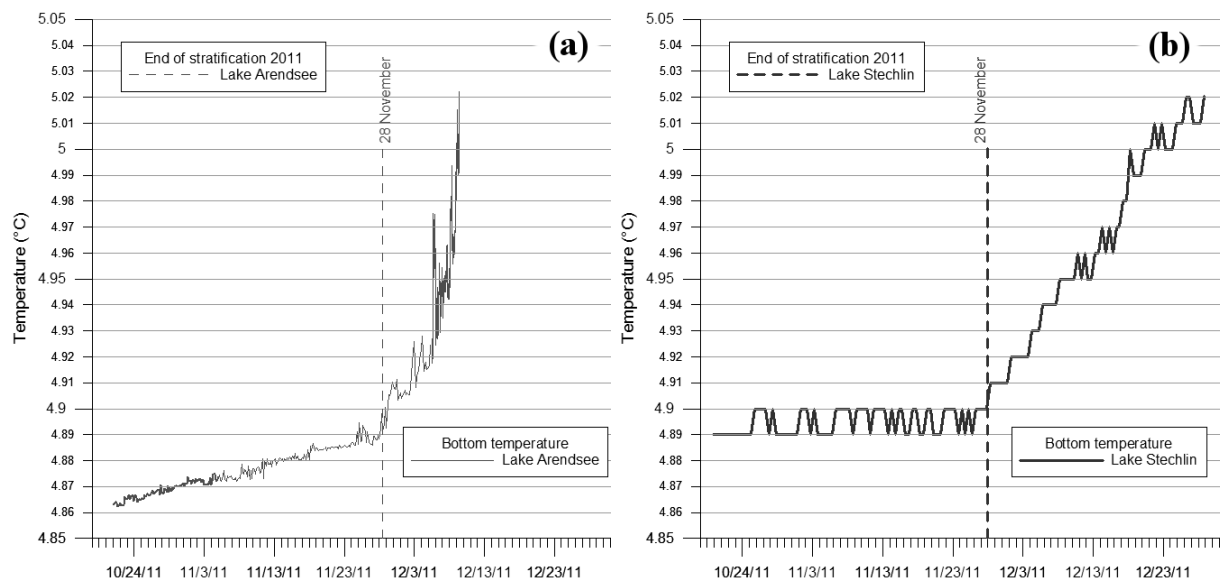 (a)
End of stratification 2011
Lake Arendsee
28 November
5.05
5.04
5.03
5.02
5.01
5
4.99
4.98
4.97
4.96
4.95
4.94
4.93
4.92
4.91
4.9
4.89
4.88
4.87
4.86
4.85
Temperature (°C)
Bottom temperature
Lake Arendsee
10/24/11 11/3/11 11/13/11 11/23/11 12/3/11 12/13/11 12/23/11
(b)
End of stratification 2011
Lake Stechlin
28 November
5.05
5.04
5.03
5.02
5.01
5
4.99
4.98
4.97
4.96
4.95
4.94
4.93
4.92
4.91
4.9
4.89
4.88
4.87
4.86
4.85
Temperature (°C)
Bottom temperature
Lake Stechlin
10/24/11 11/3/11 11/13/11 11/23/11 12/3/11 12/13/11 12/23/11